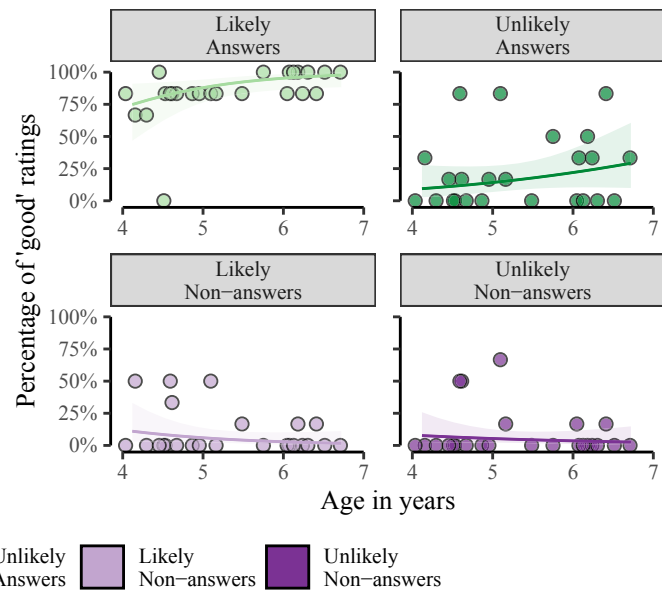 Likely
Answers
Unlikely
Answers
Percentage of 'good' ratings
100%
75%
50%
25%
0%
4 5 6 7
4 5 6 7
Likely
Non−answers
Unlikely
Non−answers
100%
75%
50%
25%
0%
4 5 6 7
4 5 6 7
Age in years
Unlikely
Answers
Likely
Non−answers
Unlikely
Non−answers